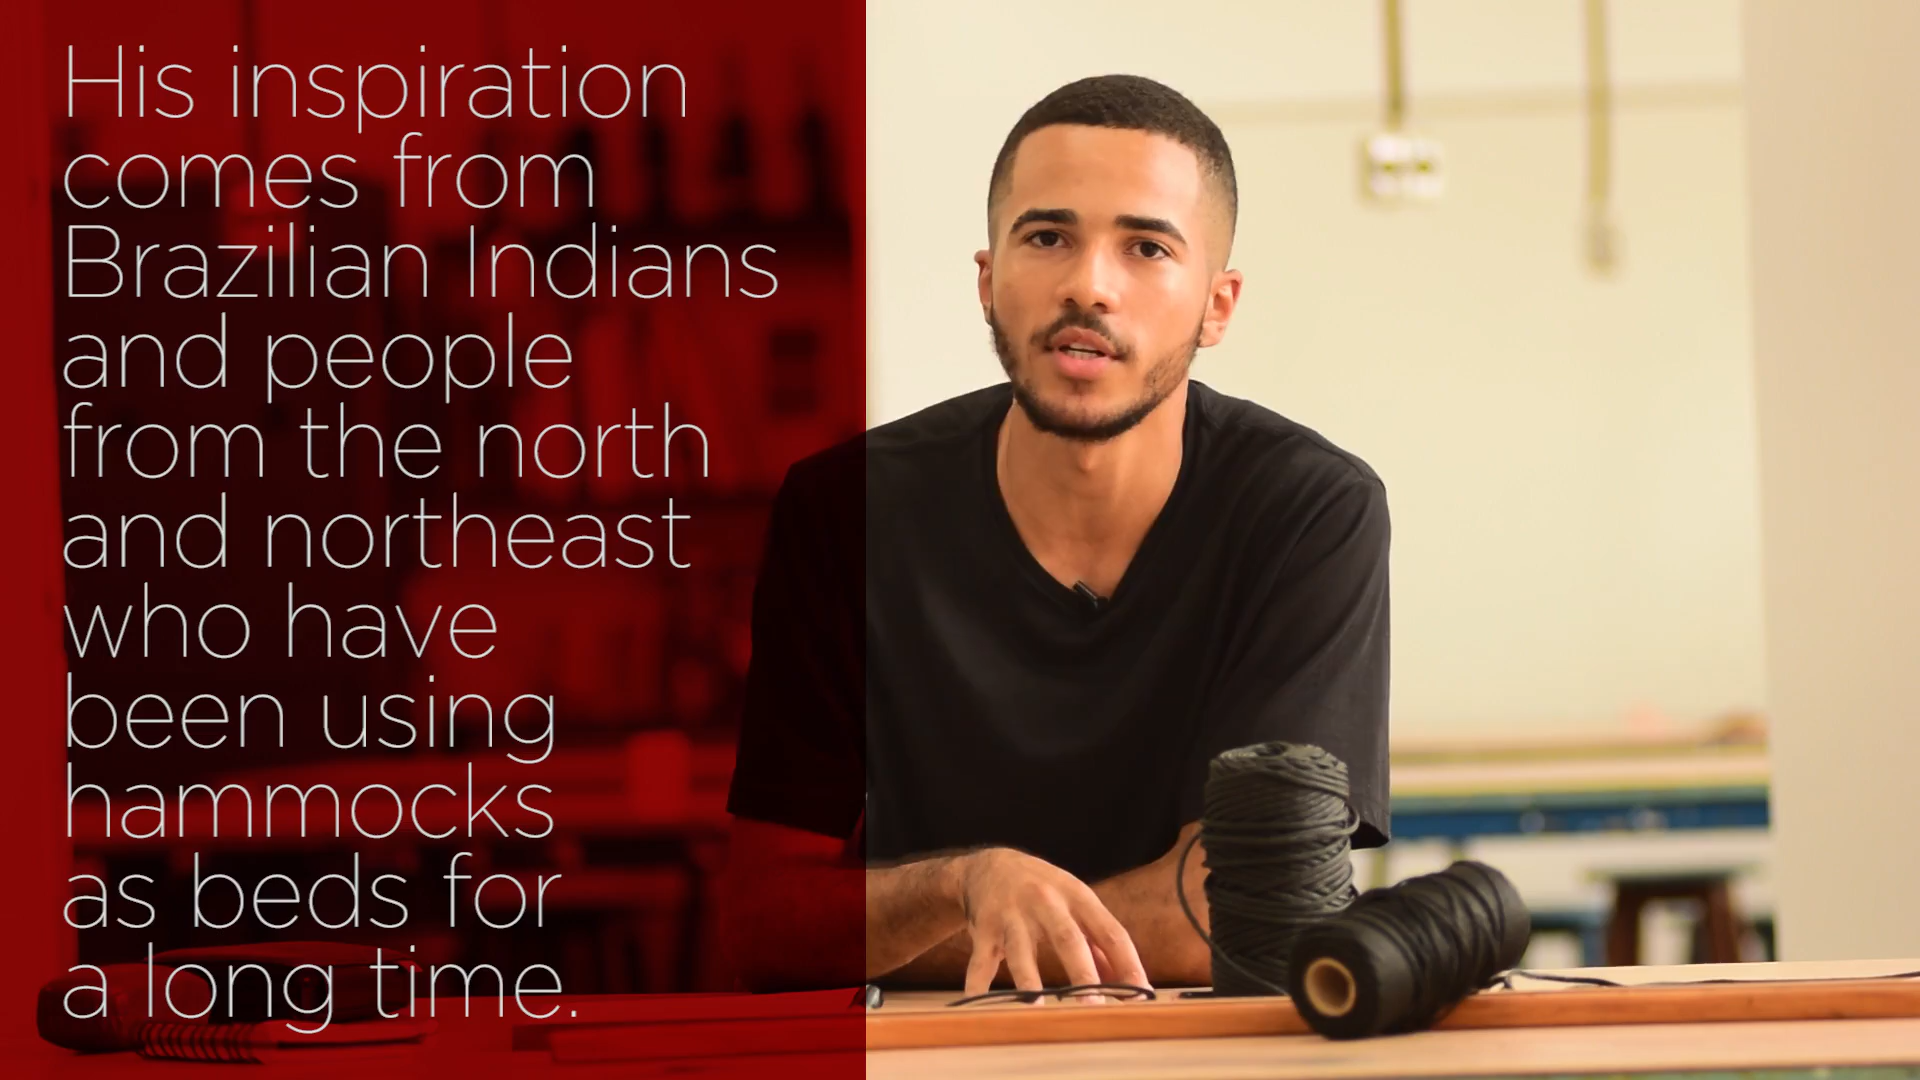 His inspiration
comes from
Brazilian Indians
and people
from the north
and northeast
who have
been using
hammocks
as beds for
a long time.